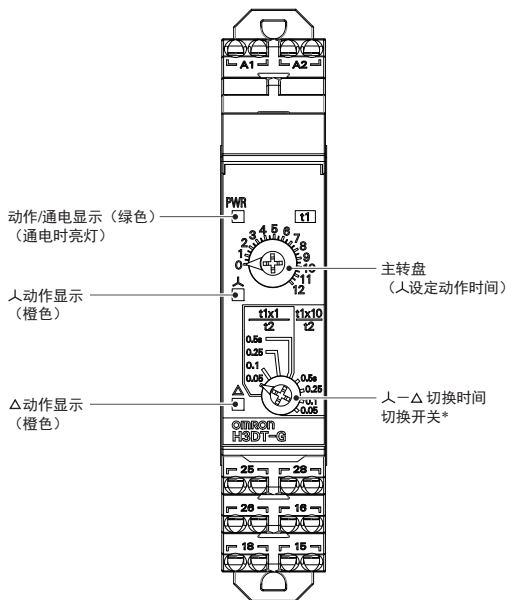 A1 A2
PWR
t1
动作/通电显示（绿色）
（通电时亮灯）
0 1 2 3 4 5 6 7 8 9 10 11 12
主转盘
（人设定动作时间）
人动作显示
（橙色）
t1x1
t2
t1x10
t2
0.5s
0.25
0.1
0.05
0.5s
0.25
0.1
0.05
人－△ 切换时间
切换开关*
△动作显示
（橙色）
OMRON
H3DT-G
25 28
26 16
18 15